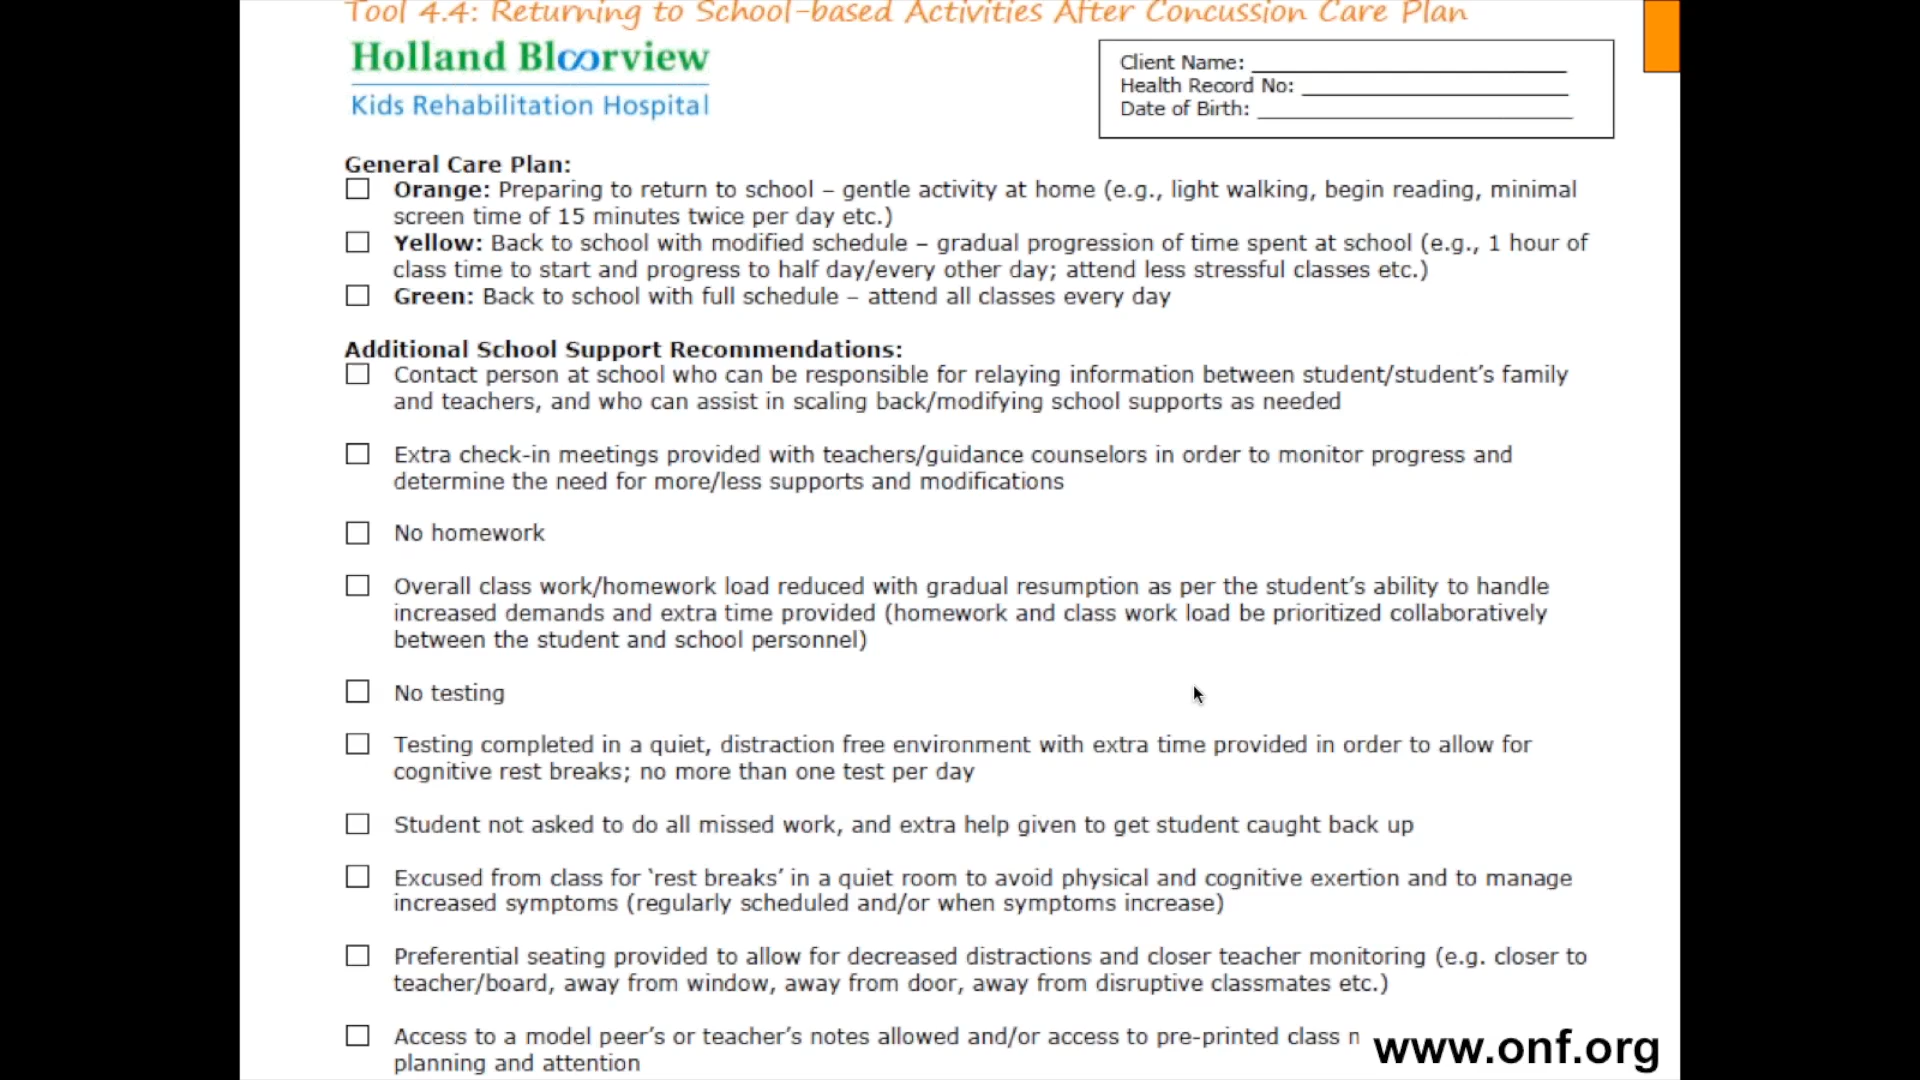 Tool 4.4: Returning to School-based Activities After Concussion Care Plan
Holland Bloorview
Kids Rehabilitation Hospital
Client Name:
Health Record No:
Date of Birth:
General Care Plan:
Orange: Preparing to return to school – gentle activity at home (e.g., light walking, begin reading, minimal
screen time of 15 minutes twice per day etc.)
Yellow: Back to school with modified schedule – gradual progression of time spent at school (e.g., 1 hour of
class time to start and progress to half day/every other day; attend less stressful classes etc.)
Green: Back to school with full schedule – attend all classes every day
Additional School Support Recommendations:
Contact person at school who can be responsible for relaying information between student/student's family
and teachers, and who can assist in scaling back/modifying school supports as needed
Extra check-in meetings provided with teachers/guidance counselors in order to monitor progress and
determine the need for more/less supports and modifications
No homework
Overall class work/homework load reduced with gradual resumption as per the student's ability to handle
increased demands and extra time provided (homework and class work load be prioritized collaboratively
between the student and school personnel)
No testing
Testing completed in a quiet, distraction free environment with extra time provided in order to allow for
cognitive rest breaks; no more than one test per day
Student not asked to do all missed work, and extra help given to get student caught back up
Excused from class for ‘rest breaks’ in a quiet room to avoid physical and cognitive exertion and to manage
increased symptoms (regularly scheduled and/or when symptoms increase)
Preferential seating provided to allow for decreased distractions and closer teacher monitoring (e.g. closer to
teacher/board, away from window, away from door, away from disruptive classmates etc.)
Access to a model peer's or teacher's notes allowed and/or access to pre-printed class
planning and attention
www.onf.org